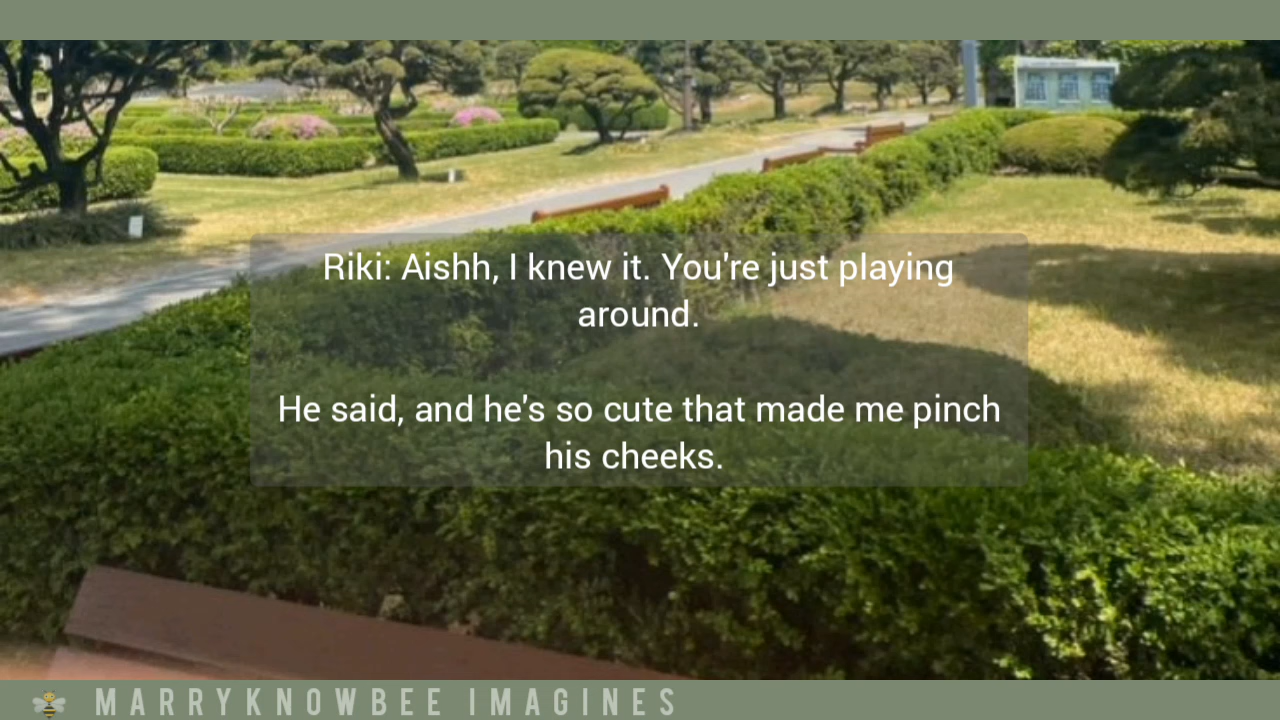 Riki: Aishh, I knew it. You're just playing
around.
He said, and he's so cute that made me pinch
his cheeks.
MARRYKNOWBEE IMAGINES